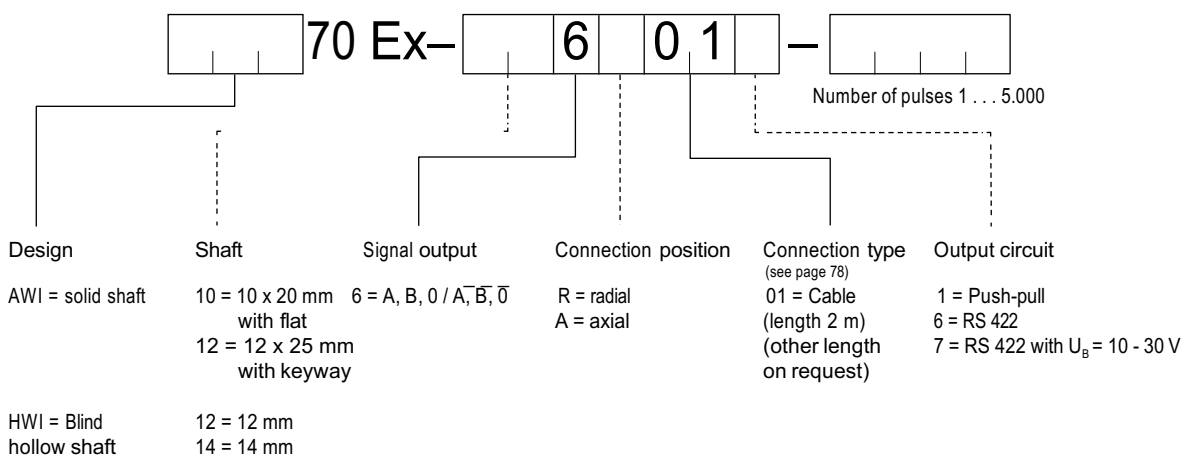 70 Ex– 6 0 1 –
Number of pulses 1 . . . 5.000
Design Shaft Signal output Connection position Connection type Output circuit
(see page 78)
AWI = solid shaft 10 = 10 x 20 mm 6 = A, B, 0 / A̅, B̅, 0̅ R = radial 01 = Cable 1 = Push-pull
with flat A = axial (length 2 m) 6 = RS 422
12 = 12 x 25 mm (other length 7 = RS 422 with U_B = 10 - 30 V
with keyway on request)
HWI = Blind 12 = 12 mm
hollow shaft 14 = 14 mm